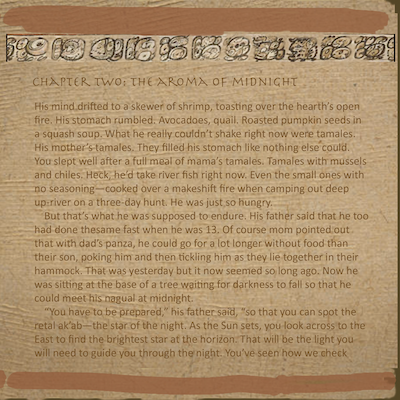 CHAPTER TWO: THE AROMA OF MIDNIGHT
His mind drifted to a skewer of shrimp, toasting over the hearth's open
fire. His stomach rumbled. Avocadoes, quail. Roasted pumpkin seeds in
a squash soup. What he really couldn't shake right now were tamales.
His mother's tamales. They filled his stomach like nothing else could.
You slept well after a full meal of mama's tamales. Tamales with mussels
and chiles. Heck, he'd take river fish right now. Even the small ones with
no seasoning—cooked over a makeshift fire when camping out deep
up-river on a three-day hunt. He was just so hungry.
But that's what he was supposed to endure. His father said that he too
had done thesame fast when he was 13. Of course mom pointed out
that with dad's panza, he could go for a lot longer without food than
their son, poking him and then tickling him as they lie together in their
hammock. That was yesterday but it now seemed so long ago. Now he
was sitting at the base of a tree waiting for darkness to fall so that he
could meet his nagual at midnight.
"You have to be prepared," his father said, "so that you can spot the
retal ak'ab—the star of the night. As the Sun sets, you look across to the
East to find the brightest star at the horizon. That will be the light you
will need to guide you through the night. You've seen how we check